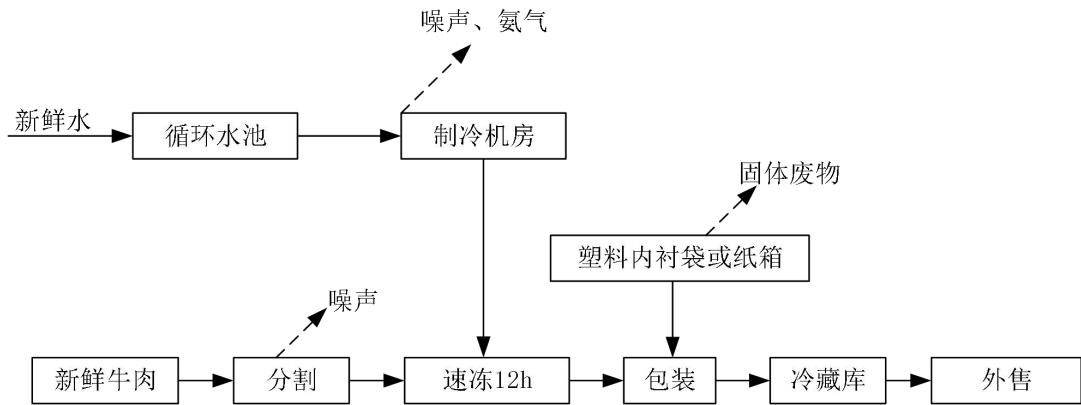 噪声、氨气
新鲜水
循环水池
制冷机房
固体废物
塑料内衬袋或纸箱
噪声
新鲜牛肉
分割
速冻12h
包装
冷藏库
外售